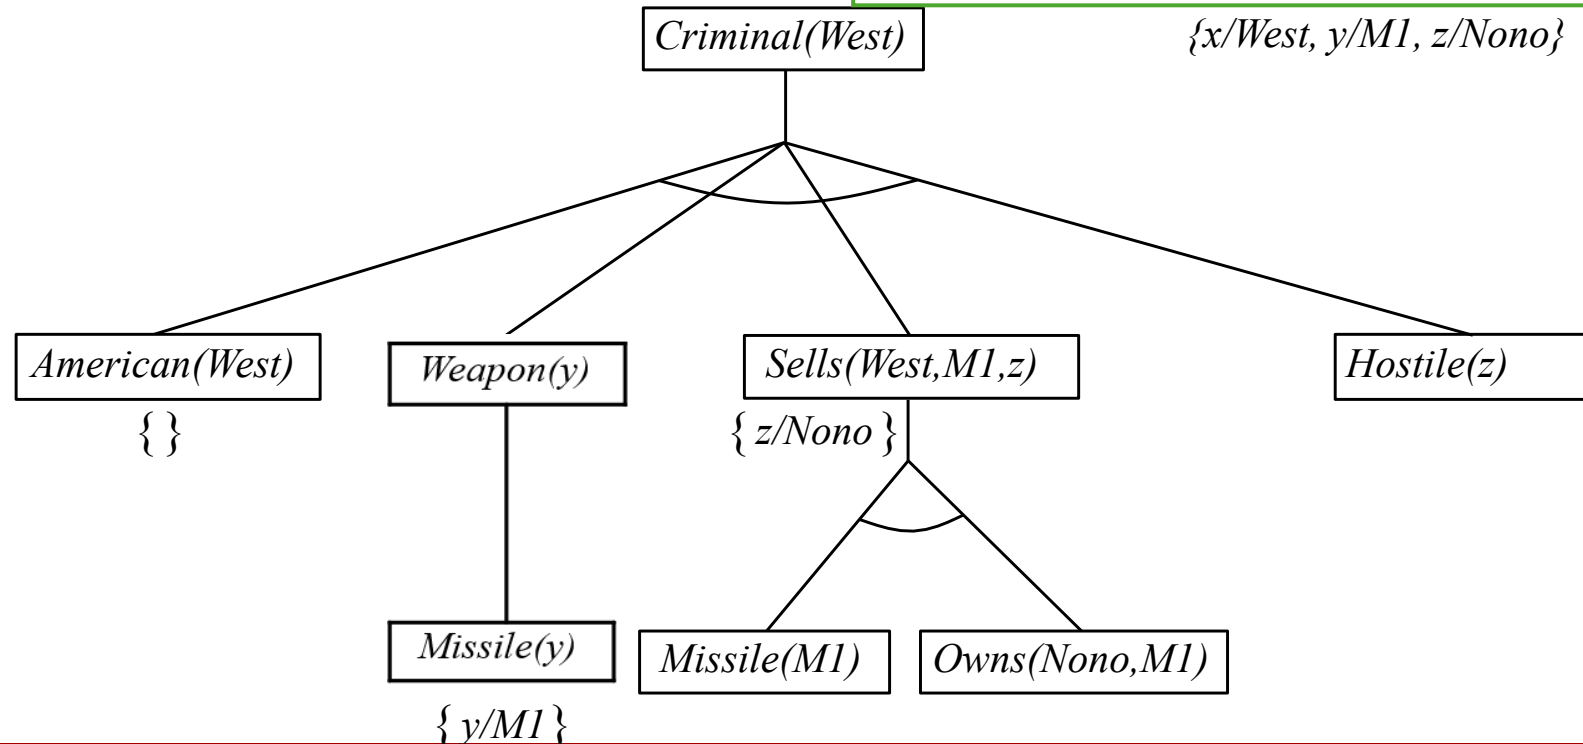 Criminal(West)
{x/West, y/M1, z/Nono}
American(West)
Weapon(y)
Sells(West,M1,z)
Hostile(z)
{ }
{ z/Nono }
Missile(y)
Missile(M1)
Owns(Nono,M1)
{ y/M1 }